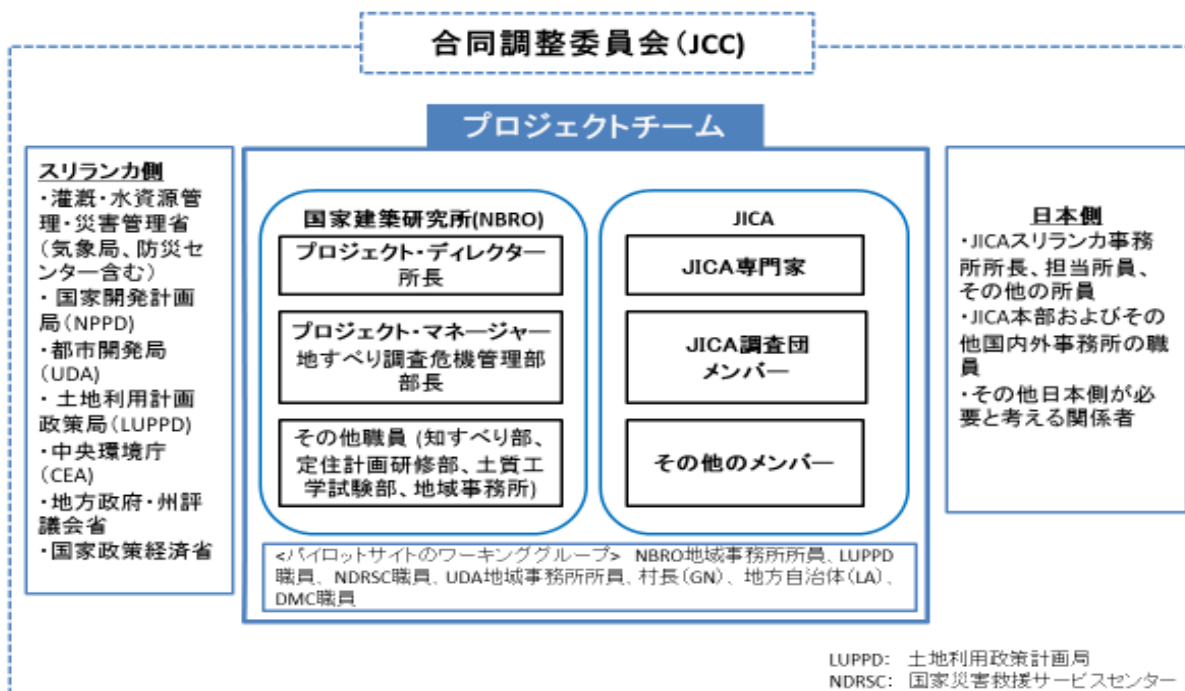 合同調整委員会(JCC)
プロジェクトチーム
スリランカ側
・灌漑・水資源管
理・災害管理省
(気象局、防災セ
ンター含む)
・ 国家開発計画
局(NPPD)
・都市開発局
(UDA)
・ 土地利用計画
政策局(LUPPD)
・中央環境庁
(CEA)
・地方政府・州評
議会省
・国家政策経済省
国家建築研究所(NBRO)
プロジェクト・ディレクター
所長
プロジェクト・マネージャー
地すべり調査危機管理部
部長
その他職員 (知すべり部、
定住計画研修部、土質工
学試験部、地域事務所)
JICA
JICA専門家
JICA調査団
メンバー
その他のメンバー
<パイロットサイトのワーキンググループ> NBRO地域事務所所員、LUPPD
職員、NDRSC職員、UDA地域事務所所員、村長(GN)、地方自治体(LA)、
DMC職員
日本側
・JICAスリランカ事務
所所長、担当所員、
その他の所員
・JICA本部およびその
他国内外事務所の職
員
・その他日本側が必
要と考える関係者
LUPPD: 土地利用政策計画局
NDRSC: 国家災害救援サービスセンター